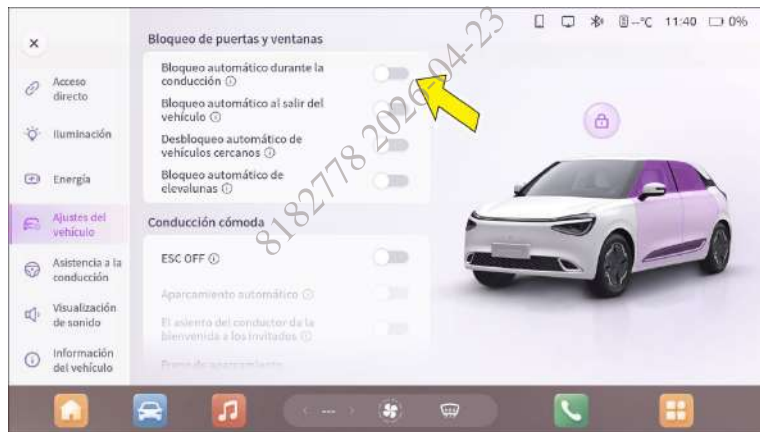 --°C 11:40 0%
Bloqueo de puertas y ventanas
Bloqueo automático durante la
conducción
Bloqueo automático al salir del
vehículo
Desbloqueo automático de
vehículos cercanos
Bloqueo automático de
elevalunas
Conducción cómoda
ESC OFF
Aparcamiento automático
El asiento del conductor da la
bienvenida a los invitados
Freno de aparcamiento
Acceso
directo
Iluminación
Energía
Ajustes del
vehículo
Asistencia a la
conducción
Visualización
de sonido
Información
del vehículo
< --- >
8182778 2026-04-23